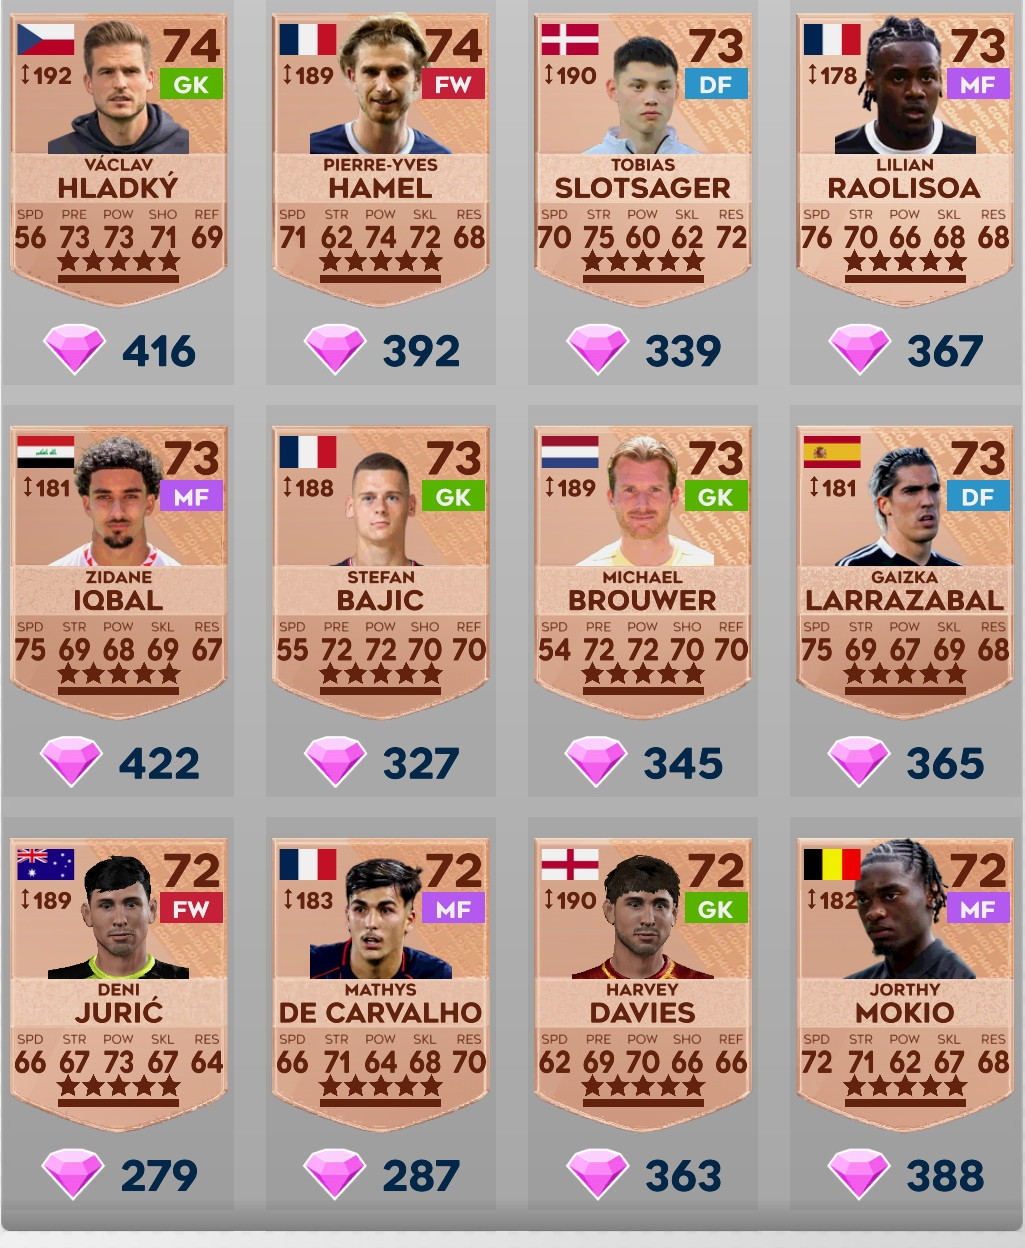 74
192
GK
VÁCLAV
HLADKÝ
SPD PRE POW SHO REF
56 73 73 71 69
416
74
189
FW
PIERRE-YVES
HAMEL
SPD STR POW SKL RES
71 62 74 72 68
392
73
190
DF
TOBIAS
SLOTSAGER
SPD STR POW SKL RES
70 75 60 62 72
339
73
178
MF
LILIAN
RAOLISOA
SPD STR POW SKL RES
76 70 66 68 68
367
73
181
MF
ZIDANE
IQBAL
SPD STR POW SKL RES
75 69 68 69 67
422
73
188
GK
STEFAN
BAJIC
SPD PRE POW SHO REF
55 72 72 70 70
327
73
189
GK
MICHAEL
BROUWER
SPD PRE POW SHO REF
54 72 72 70 70
345
73
181
DF
GAIZKA
LARRAZABAL
SPD STR POW SKL RES
75 69 67 69 68
365
72
189
FW
DENI
JURIĆ
SPD STR POW SKL RES
66 67 73 67 64
279
72
183
MF
MATHYS
DE CARVALHO
SPD STR POW SKL RES
66 71 64 68 70
287
72
190
GK
HARVEY
DAVIES
SPD PRE POW SHO REF
62 69 70 66 66
363
72
182
MF
JORTHY
MOKIO
SPD STR POW SKL RES
72 71 62 67 68
388